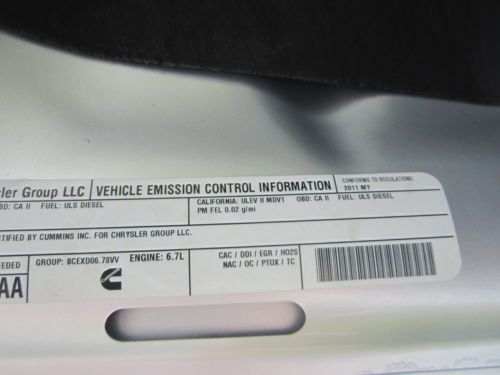 sler Group LLC VEHICLE EMISSION CONTROL INFORMATION CONFORMS TO REGULATIONS:
2011 MY
OBD: CA II FUEL: ULS DIESEL CALIFORNIA: ULEV II MDV1 OBD: CA II FUEL: ULS DIESEL
PM FEL 0.02 g/mi
RTIFIED BY CUMMINS INC. FOR CHRYSLER GROUP LLC.
EEDED GROUP: BCEXD06.78VV ENGINE: 6.7L CAC / DDI / EGR / HO2S
AA NAC / OC / PTOX / TC